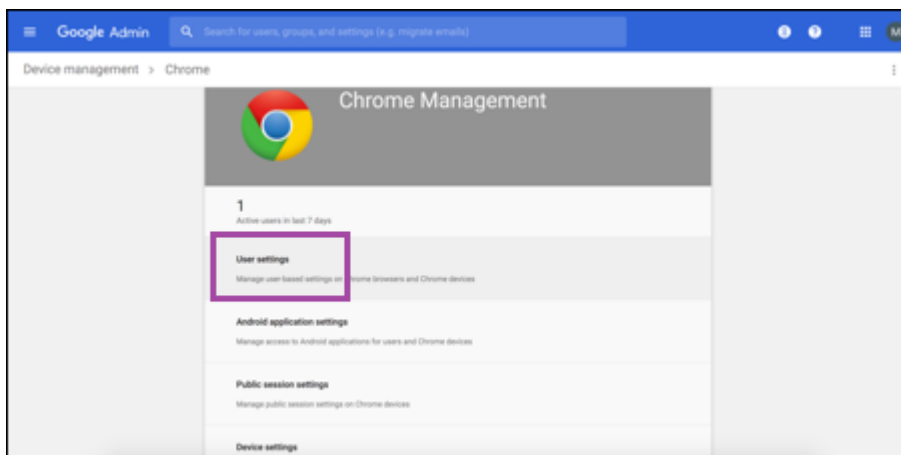 Google Admin
Search for users, groups, and settings (e.g. migrate emails)
M
Device management > Chrome
Chrome Management
1
Active users in last 7 days
User settings
Manage user-based settings on Chrome browsers and Chrome devices
Android application settings
Manage access to Android applications for users and Chrome devices
Public session settings
Manage public session settings on Chrome devices
Device settings